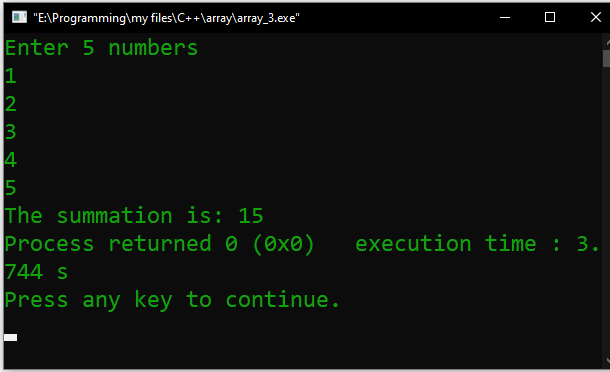 "E:\Programming\my files\C++\array\array_3.exe"
Enter 5 numbers
1
2
3
4
5
The summation is: 15
Process returned 0 (0x0)   execution time : 3.
744 s
Press any key to continue.